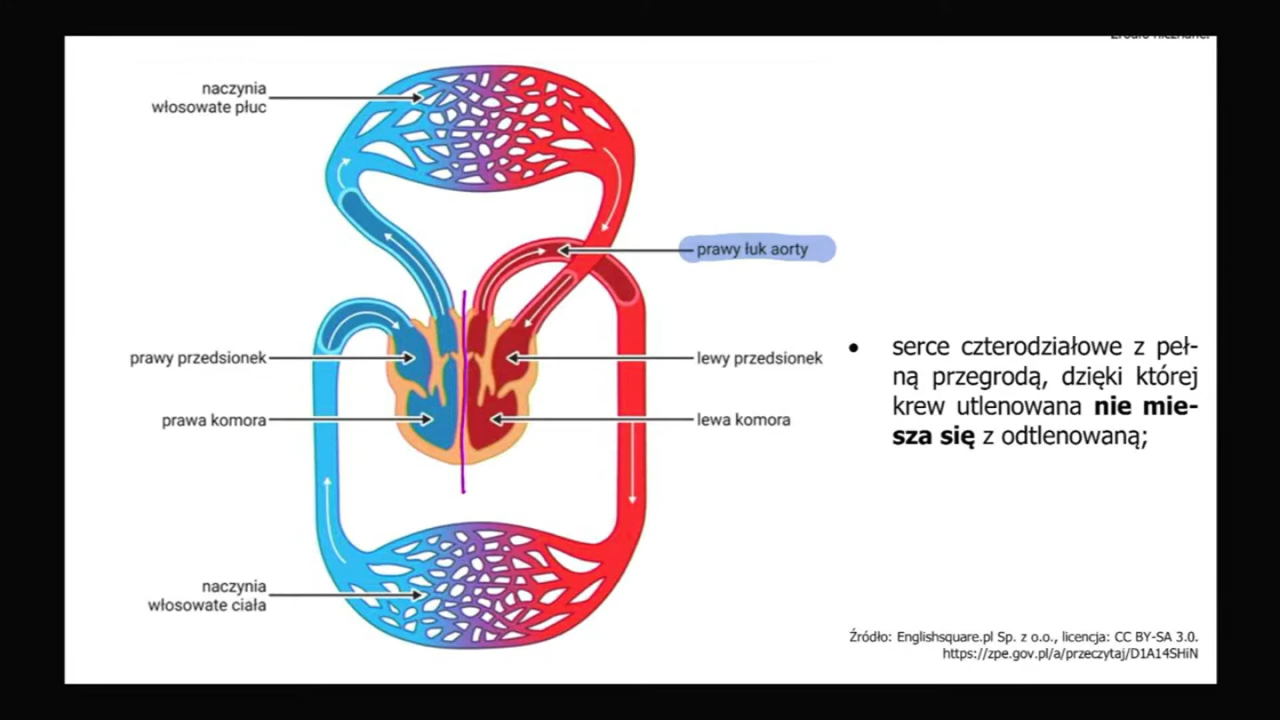 naczynia
włosowate płuc
prawy łuk aorty
prawy przedsionek
lewy przedsionek
prawa komora
lewa komora
naczynia
włosowate ciała
• serce czterodziałowe z peł-
ną przegrodą, dzięki której
krew utlenowana nie mie-
sza się z odtlenowaną;
Źródło: Englishsquare.pl Sp. z o.o., licencja: CC BY-SA 3.0.
https://zpe.gov.pl/a/przeczytaj/D1A14SHiN